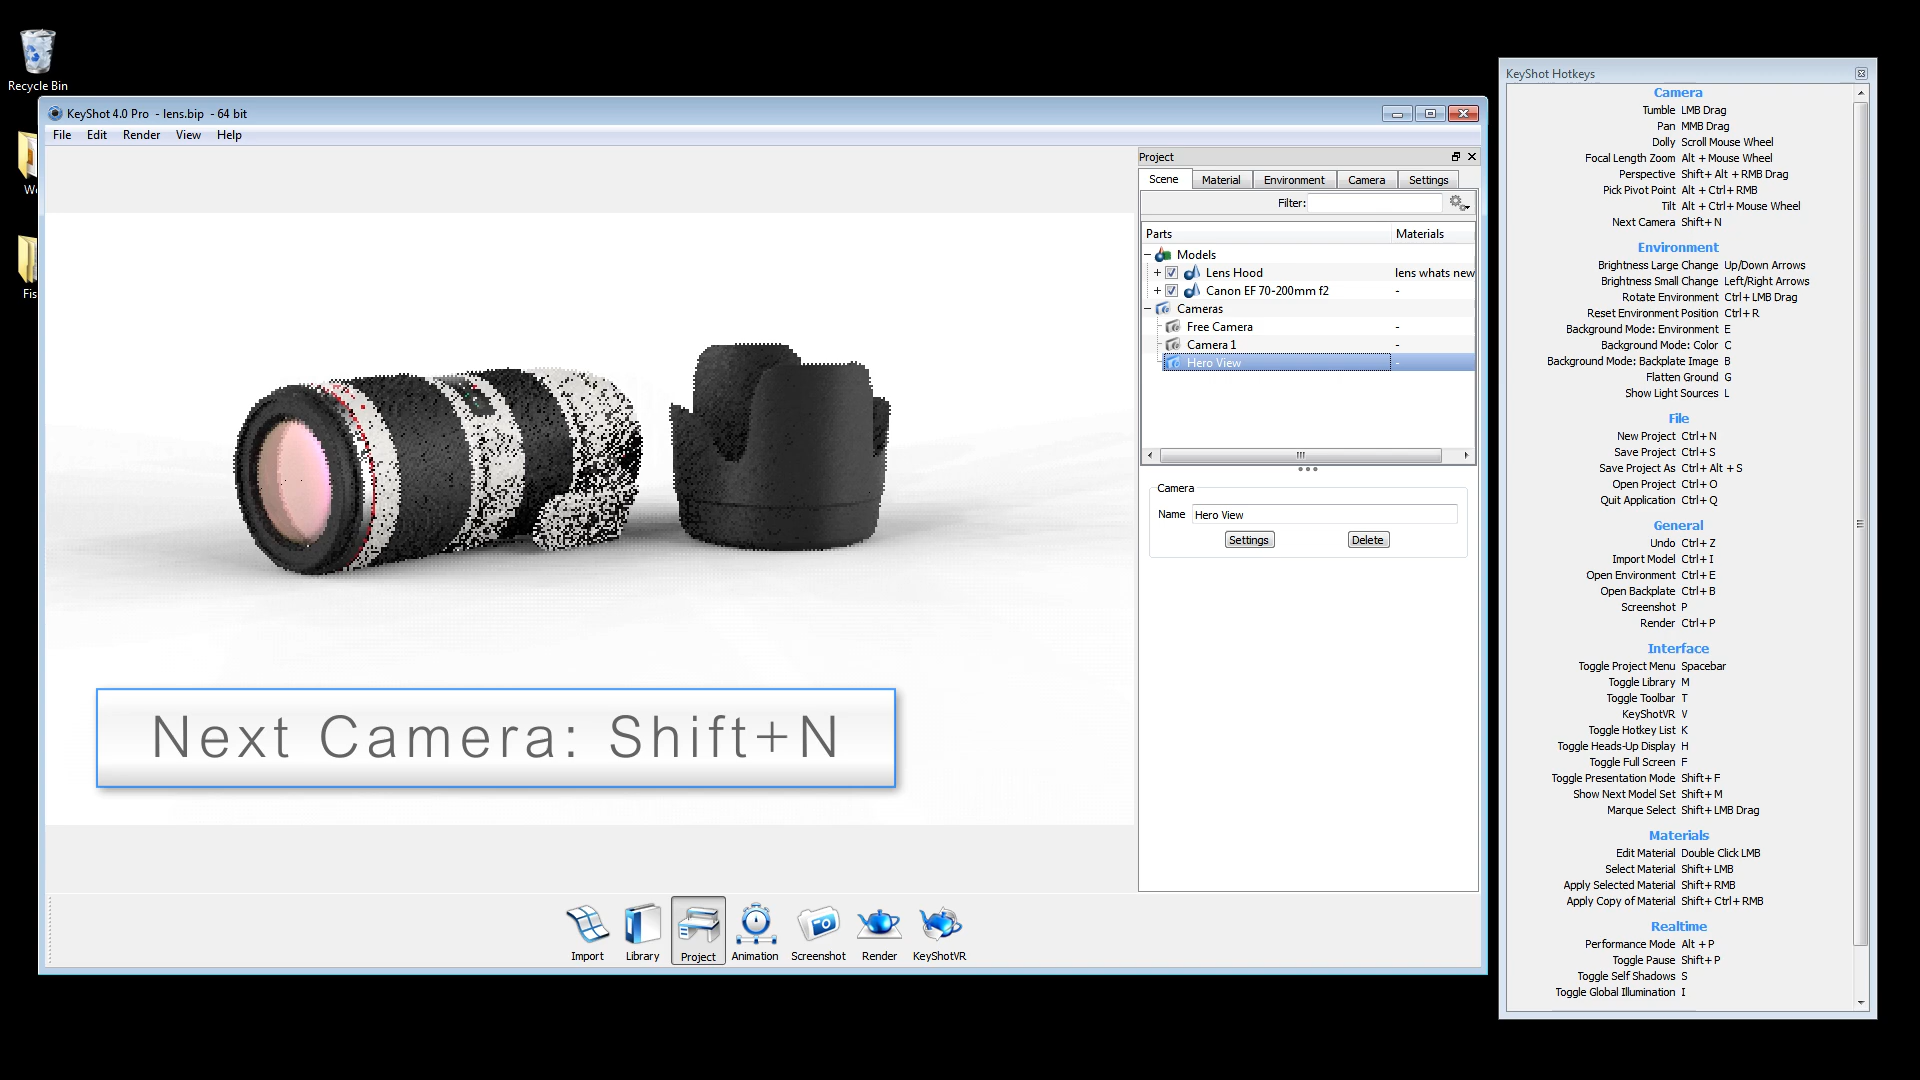 Recycle Bin
KeyShot 4.0 Pro - lens.bip - 64 bit
File Edit Render View Help
Project
Scene Material Environment Camera Settings
Filter:
Parts Materials
Models
Lens Hood lens whats new
Canon EF 70-200mm f2 -
Cameras
Free Camera -
Camera 1 -
Hero View -
Camera
Name Hero View
Settings Delete
Next Camera: Shift+N
Import Library Project Animation Screenshot Render KeyShotVR
KeyShot Hotkeys
Camera
Tumble LMB Drag
Pan MMB Drag
Dolly Scroll Mouse Wheel
Focal Length Zoom Alt + Mouse Wheel
Perspective Shift+ Alt + RMB Drag
Pick Pivot Point Alt + Ctrl+ RMB
Tilt Alt + Ctrl+ Mouse Wheel
Next Camera Shift+ N
Environment
Brightness Large Change Up/Down Arrows
Brightness Small Change Left/Right Arrows
Rotate Environment Ctrl+ LMB Drag
Reset Environment Position Ctrl+ R
Background Mode: Environment E
Background Mode: Color C
Background Mode: Backplate Image B
Flatten Ground G
Show Light Sources L
File
New Project Ctrl+ N
Save Project Ctrl+ S
Save Project As Ctrl+ Alt + S
Open Project Ctrl+ O
Quit Application Ctrl+ Q
General
Undo Ctrl+ Z
Import Model Ctrl+ I
Open Environment Ctrl+ E
Open Backplate Ctrl+ B
Screenshot P
Render Ctrl+ P
Interface
Toggle Project Menu Spacebar
Toggle Library M
Toggle Toolbar T
KeyShotVR V
Toggle Hotkey List K
Toggle Heads-Up Display H
Toggle Full Screen F
Toggle Presentation Mode Shift+ F
Show Next Model Set Shift+ M
Marque Select Shift+ LMB Drag
Materials
Edit Material Double Click LMB
Select Material Shift+ LMB
Apply Selected Material Shift+ RMB
Apply Copy of Material Shift+ Ctrl+ RMB
Realtime
Performance Mode Alt + P
Toggle Pause Shift+ P
Toggle Self Shadows S
Toggle Global Illumination I